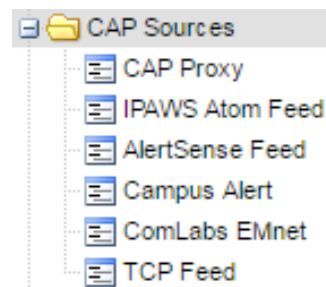 CAP Sources
CAP Proxy
IPAWS Atom Feed
AlertSense Feed
Campus Alert
ComLabs EMnet
TCP Feed